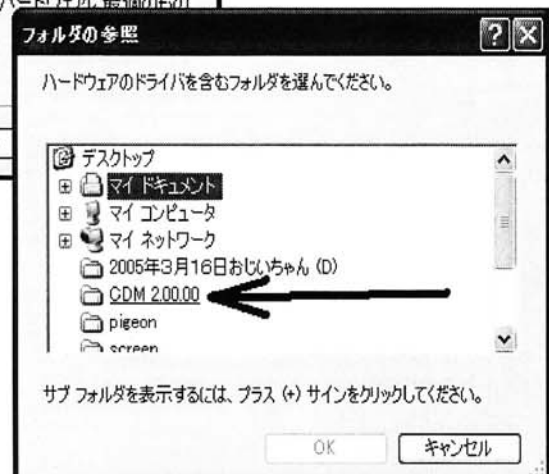 フォルダの参照
ハードウェアのドライバを含むフォルダを選んでください。
デスクトップ
マイ ドキュメント
マイ コンピュータ
マイ ネットワーク
2005年3月16日おじいちゃん (D)
CDM 2.00.00
pigeon
screen
サブ フォルダを表示するには、プラス (+) サインをクリックしてください。
OK
キャンセル